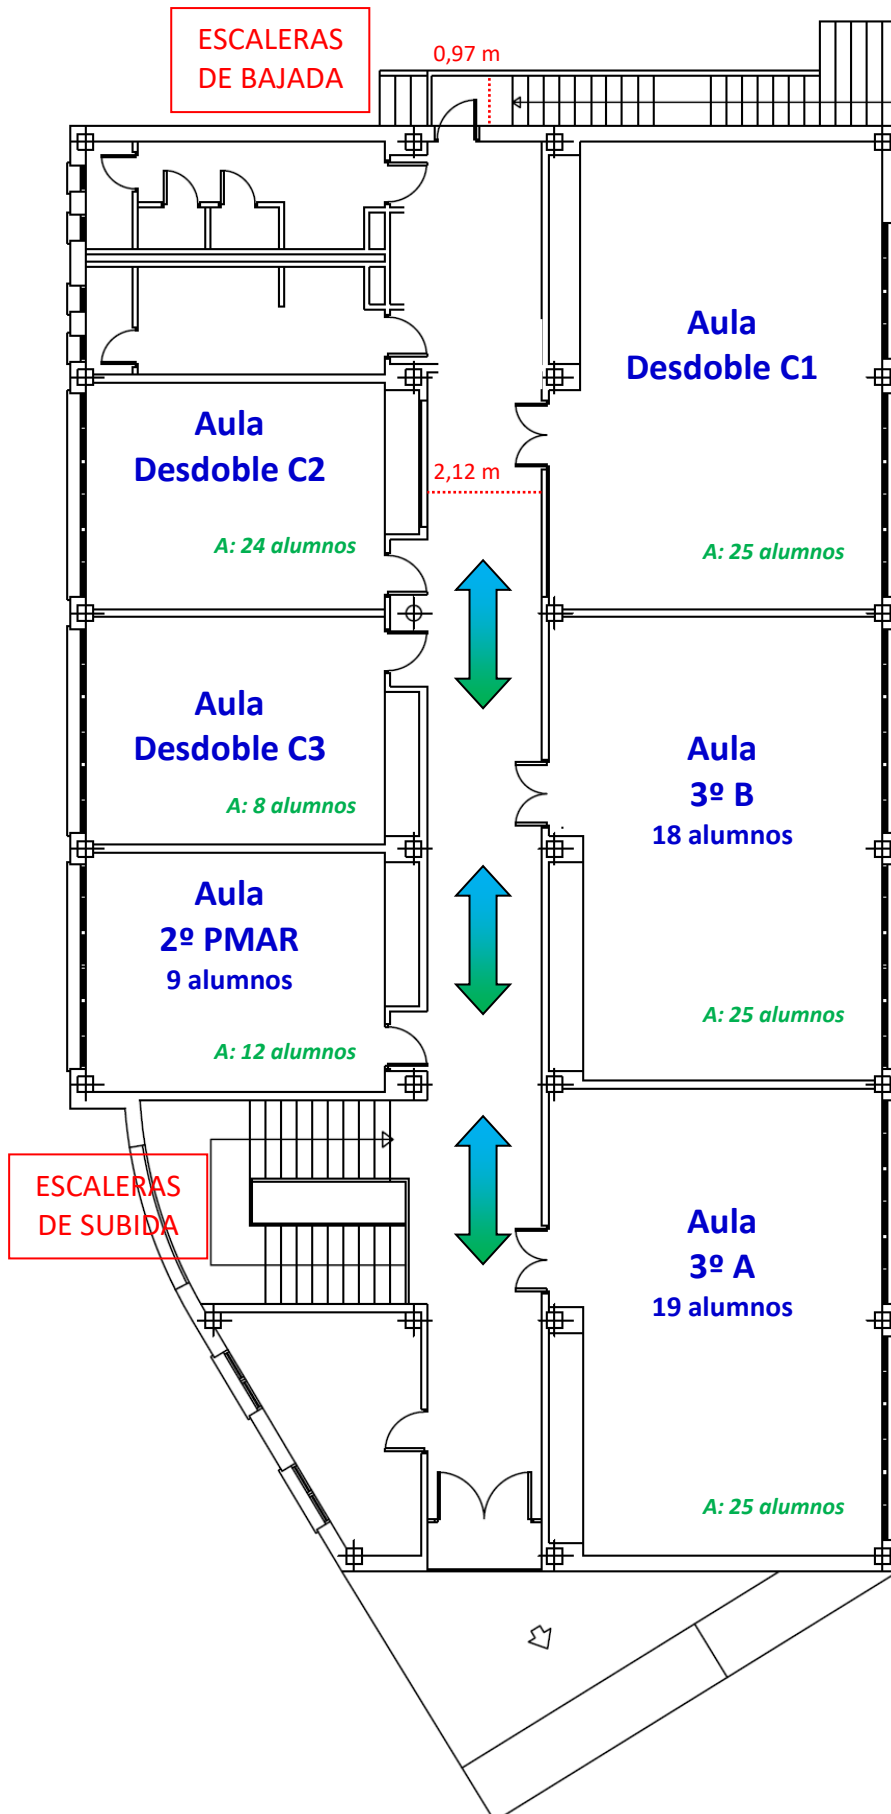 ESCALERAS
DE BAJADA
0,97 m
Aula
Desdoble C1
Aula
Desdoble C2
2,12 m
A: 24 alumnos
A: 25 alumnos
Aula
Desdoble C3
A: 8 alumnos
Aula
3º B
18 alumnos
Aula
2º PMAR
9 alumnos
A: 12 alumnos
A: 25 alumnos
ESCALERAS
DE SUBIDA
Aula
3º A
19 alumnos
A: 25 alumnos